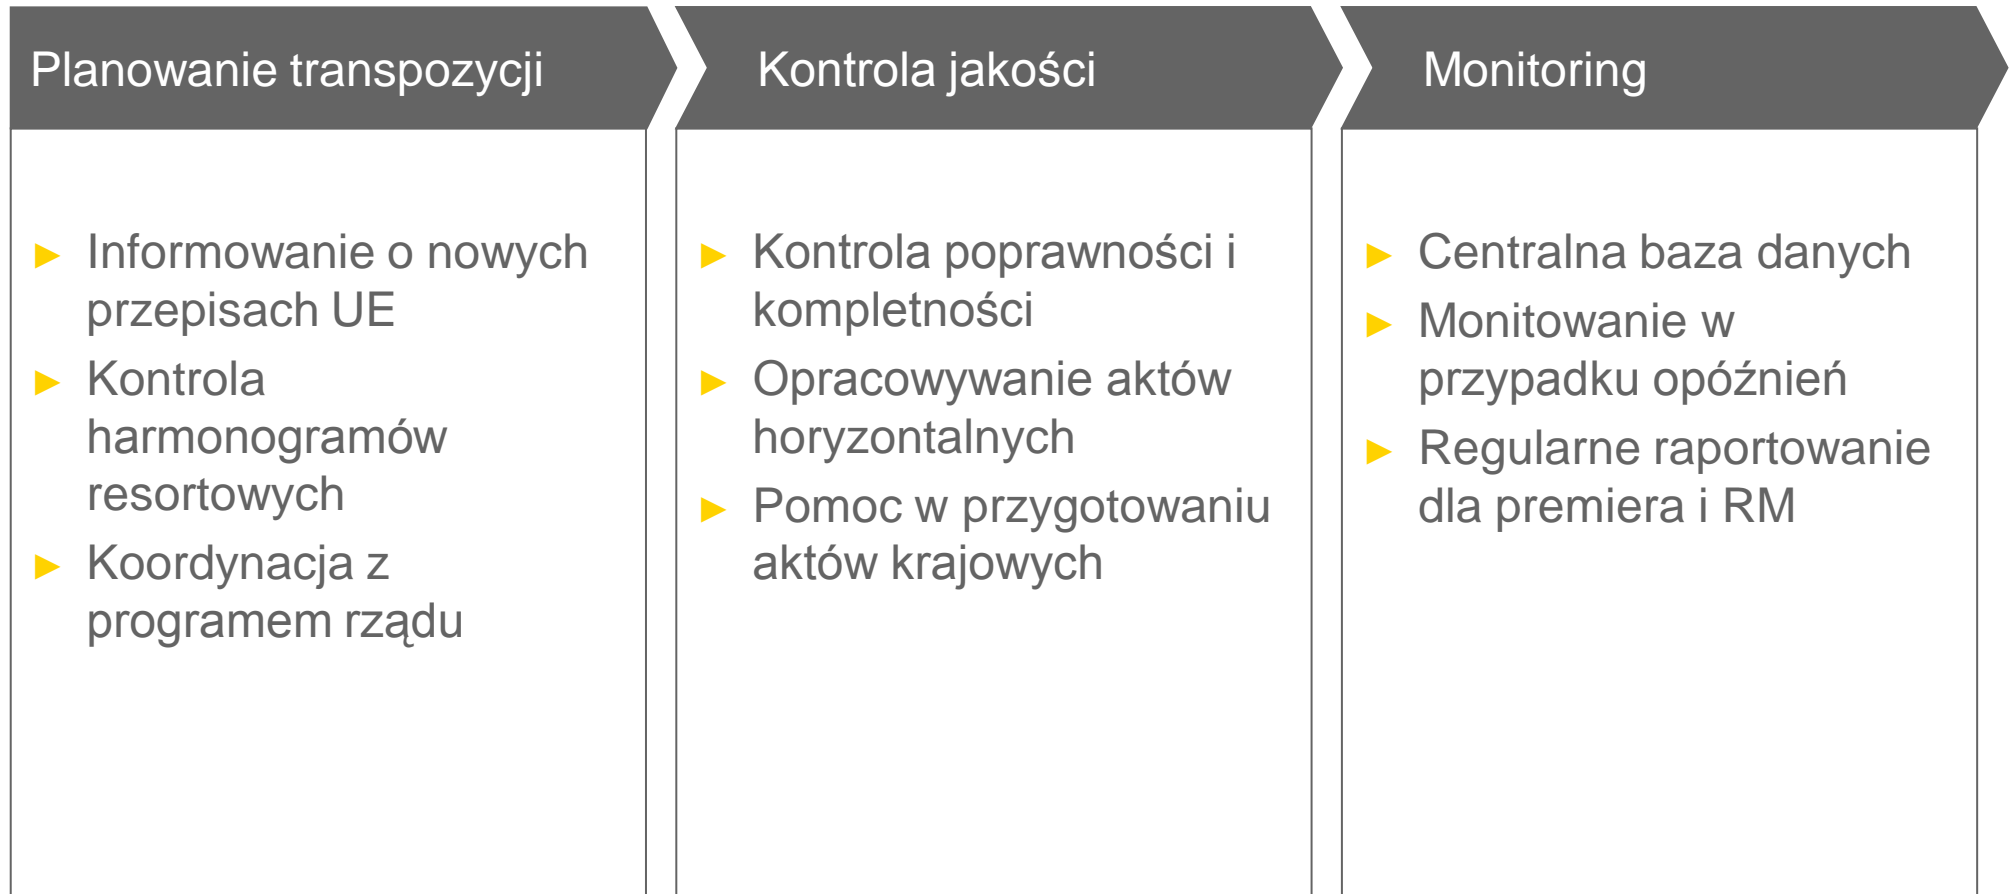 Planowanie transpozycji
► Informowanie o nowych
przepisach UE
► Kontrola
harmonogramów
resortowych
► Koordynacja z
programem rządu
Kontrola jakości
► Kontrola poprawności i
kompletności
► Opracowywanie aktów
horyzontalnych
► Pomoc w przygotowaniu
aktów krajowych
Monitoring
► Centralna baza danych
► Monitowanie w
przypadku opóźnień
► Regularne raportowanie
dla premiera i RM